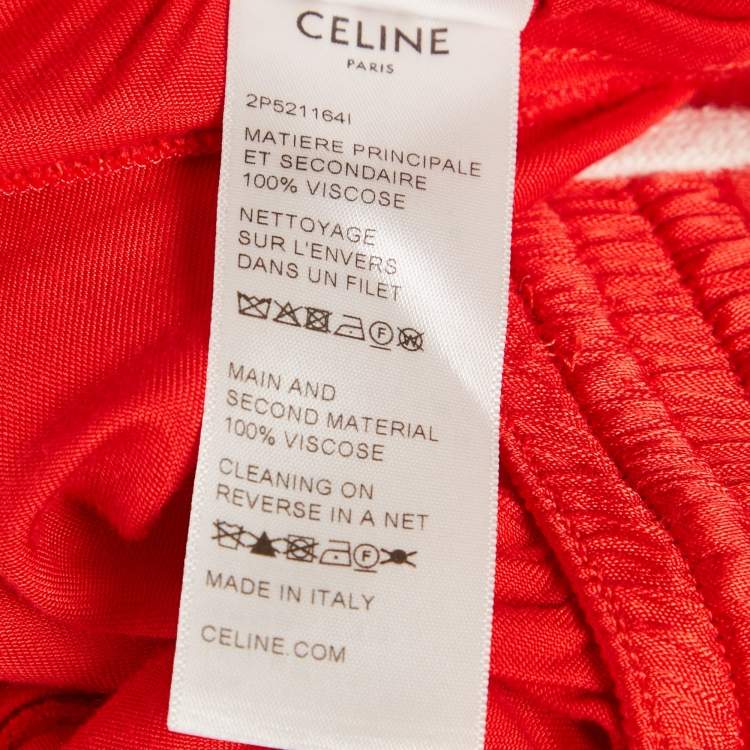 CELINE
PARIS
2P521164I
MATIERE PRINCIPALE
ET SECONDAIRE
100% VISCOSE
NETTOYAGE
SUR L'ENVERS
DANS UN FILET
F W
MAIN AND
SECOND MATERIAL
100% VISCOSE
CLEANING ON
REVERSE IN A NET
F
MADE IN ITALY
CELINE.COM